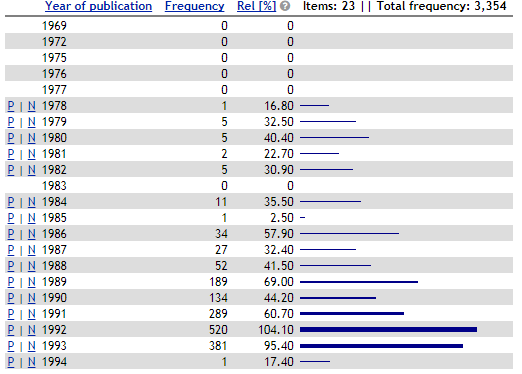 Year of publication Frequency Rel [%] ? Items: 23 || Total frequency: 3,354
1969 0 0
1972 0 0
1975 0 0
1976 0 0
1977 0 0
P | N 1978 1 16.80
P | N 1979 5 32.50
P | N 1980 5 40.40
P | N 1981 2 22.70
P | N 1982 5 30.90
1983 0 0
P | N 1984 11 35.50
P | N 1985 1 2.50
P | N 1986 34 57.90
P | N 1987 27 32.40
P | N 1988 52 41.50
P | N 1989 189 69.00
P | N 1990 134 44.20
P | N 1991 289 60.70
P | N 1992 520 104.10
P | N 1993 381 95.40
P | N 1994 1 17.40